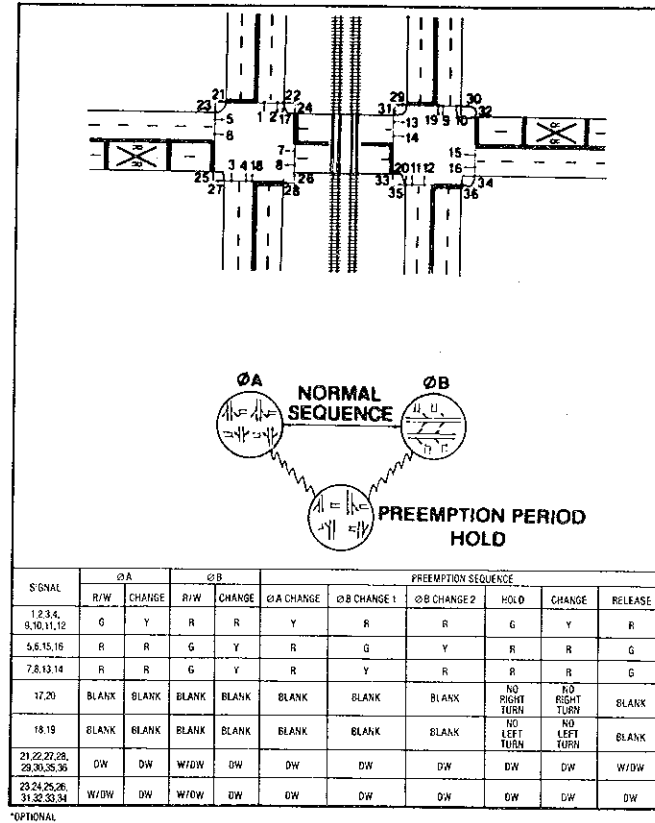 21 22 29 30
23 1 2 17 24 31 19 9 10 32
5 13
6 14
7 15
8 16
25 3 4 18 26 33 20 11 12 34
27 28 35 36
R R
R R
ØA ØB
NORMAL
SEQUENCE
PREEMPTION PERIOD
HOLD
SIGNAL ØA ØB PREEMPTION SEQUENCE
R/W CHANGE R/W CHANGE ØA CHANGE ØB CHANGE 1 ØB CHANGE 2 HOLD CHANGE RELEASE
1,2,3,4,
9,10,11,12 G Y R R Y R R G Y R
5,6,15,16 R R G Y R G Y R R G
7,8,13,14 R R G Y R Y R R R G
17,20 BLANK BLANK BLANK BLANK BLANK BLANK BLANK NO RIGHT TURN NO RIGHT TURN BLANK
18,19 BLANK BLANK BLANK BLANK BLANK BLANK BLANK NO LEFT TURN NO LEFT TURN BLANK
21,22,27,28,
29,30,35,36 DW DW W/DW DW DW DW DW DW DW W/DW
23,24,25,26,
31,32,33,34 W/DW DW W/DW DW DW DW DW DW DW DW
*OPTIONAL